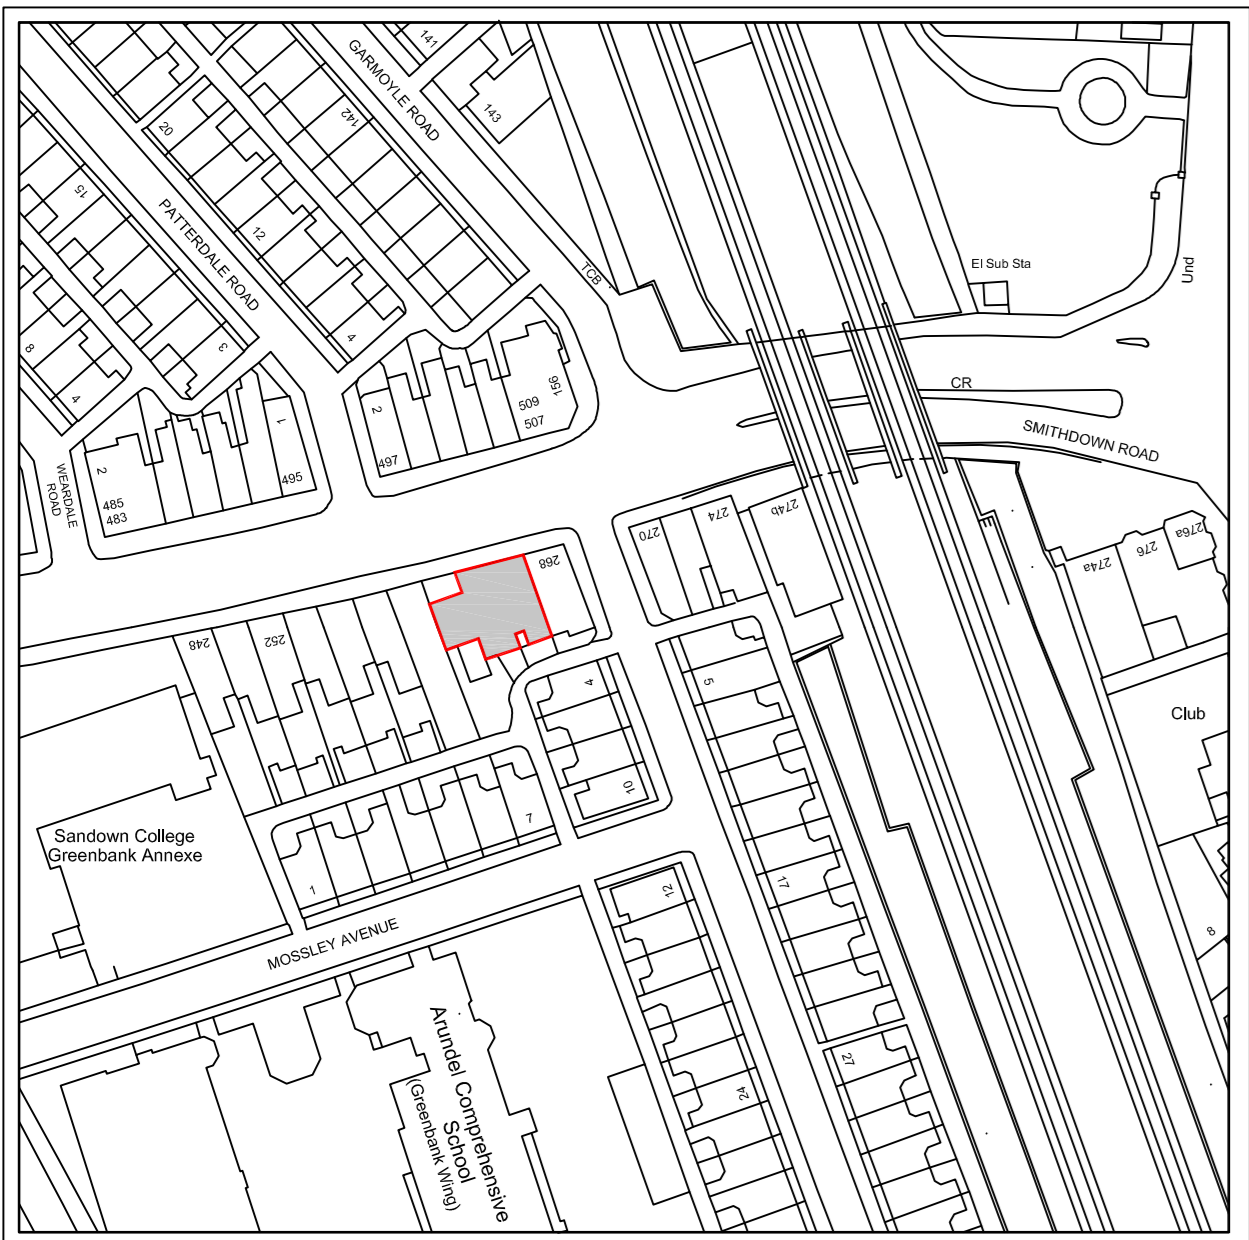 141
GARMOYLE ROAD
143
142
20
15
PATTERDALE ROAD
12
TCB
El Sub Sta
Und
8
3
4
4
156
CR
2
509
507
SMITHDOWN ROAD
1
497
2
WEARDALE
ROAD
495
485
483
270
274
274b
276a
276
274a
268
248
252
4
5
Club
10
7
Sandown College
Greenbank Annexe
1
17
12
MOSSLEY AVENUE
8
Arundel Comprehensive
School
(Greenbank Wing)
27
24